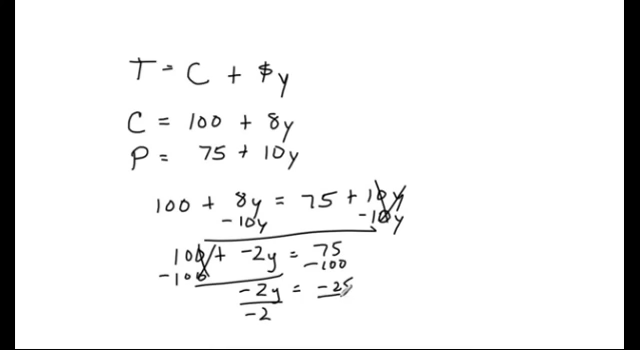 T = C + $y
C = 100 + 8y
P = 75 + 10y
100 + 8y = 75 + 10y
-10y -10y
100 + -2y = 75
-100 -100
-2y = -25
-2